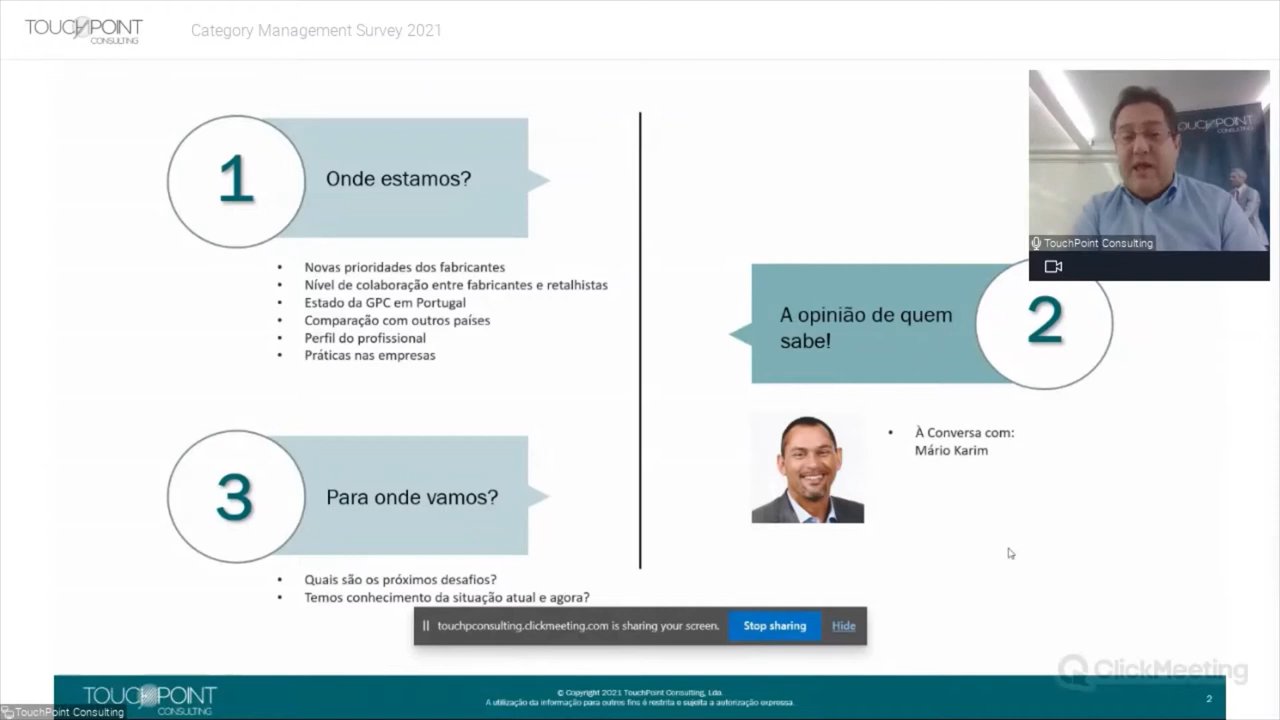 TOUCHPOINT
CONSULTING
Category Management Survey 2021
1
Onde estamos?
• Novas prioridades dos fabricantes
• Nível de colaboração entre fabricantes e retalhistas
• Estado da GPC em Portugal
• Comparação com outros países
• Perfil do profissional
• Práticas nas empresas
TOUCHPOINT
CONSULTING
TouchPoint Consulting
A opinião de quem
sabe!
2
• À Conversa com:
Mário Karim
3
Para onde vamos?
• Quais são os próximos desafios?
• Temos conhecimento da situação atual e agora?
touchpconsulting.clickmeeting.com is sharing your screen.
Stop sharing
Hide
ClickMeeting
TOUCHPOINT
CONSULTING
© Copyright 2021 TouchPoint Consulting, Lda.
A utilização da informação para outros fins é restrita e sujeita a autorização expressa.
2
TouchPoint Consulting